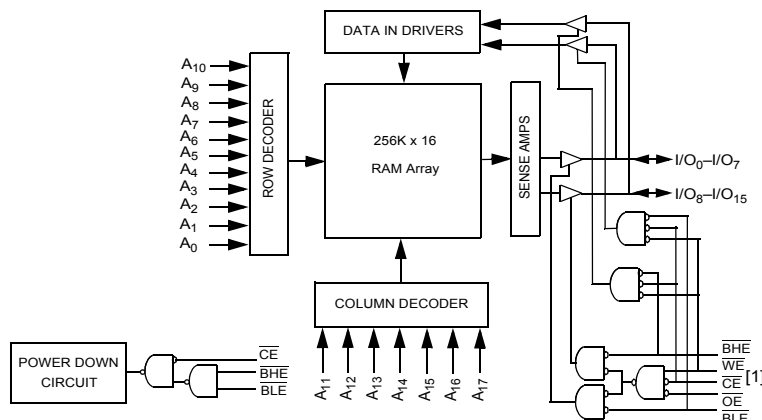 DATA IN DRIVERS
A10
A9
A8
A7
A6
A5
A4
A3
A2
A1
A0
ROW DECODER
256K x 16
RAM Array
SENSE AMPS
I/O0–I/O7
I/O8–I/O15
COLUMN DECODER
A11
A12
A13
A14
A15
A16
A17
POWER DOWN
CIRCUIT
CE
BHE
BLE
BHE
WE
CE [1]
OE
BLE